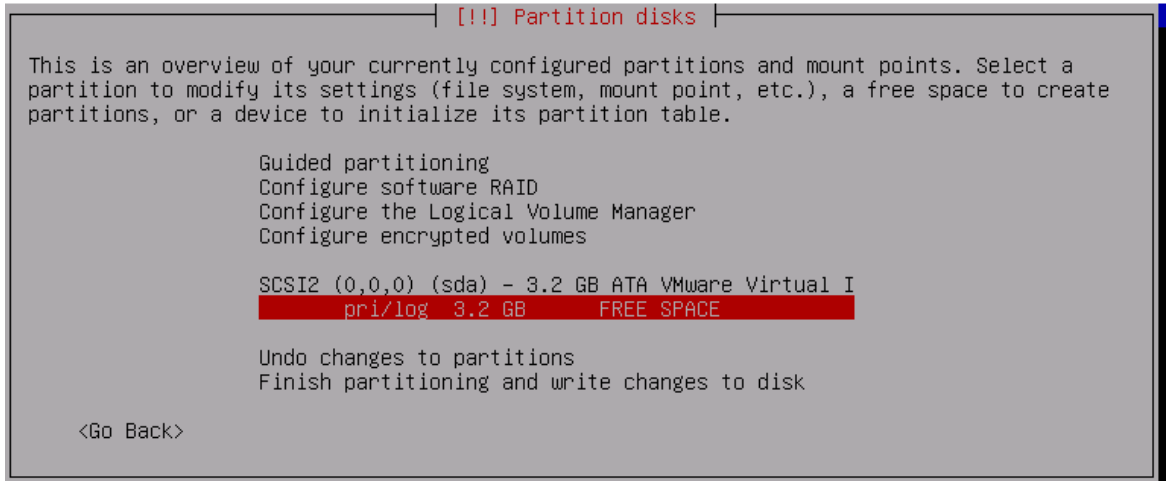 [!!] Partition disks
This is an overview of your currently configured partitions and mount points. Select a
partition to modify its settings (file system, mount point, etc.), a free space to create
partitions, or a device to initialize its partition table.
Guided partitioning
Configure software RAID
Configure the Logical Volume Manager
Configure encrypted volumes
SCSI2 (0,0,0) (sda) - 3.2 GB ATA VMware Virtual I
pri/log 3.2 GB FREE SPACE
Undo changes to partitions
Finish partitioning and write changes to disk
<Go Back>